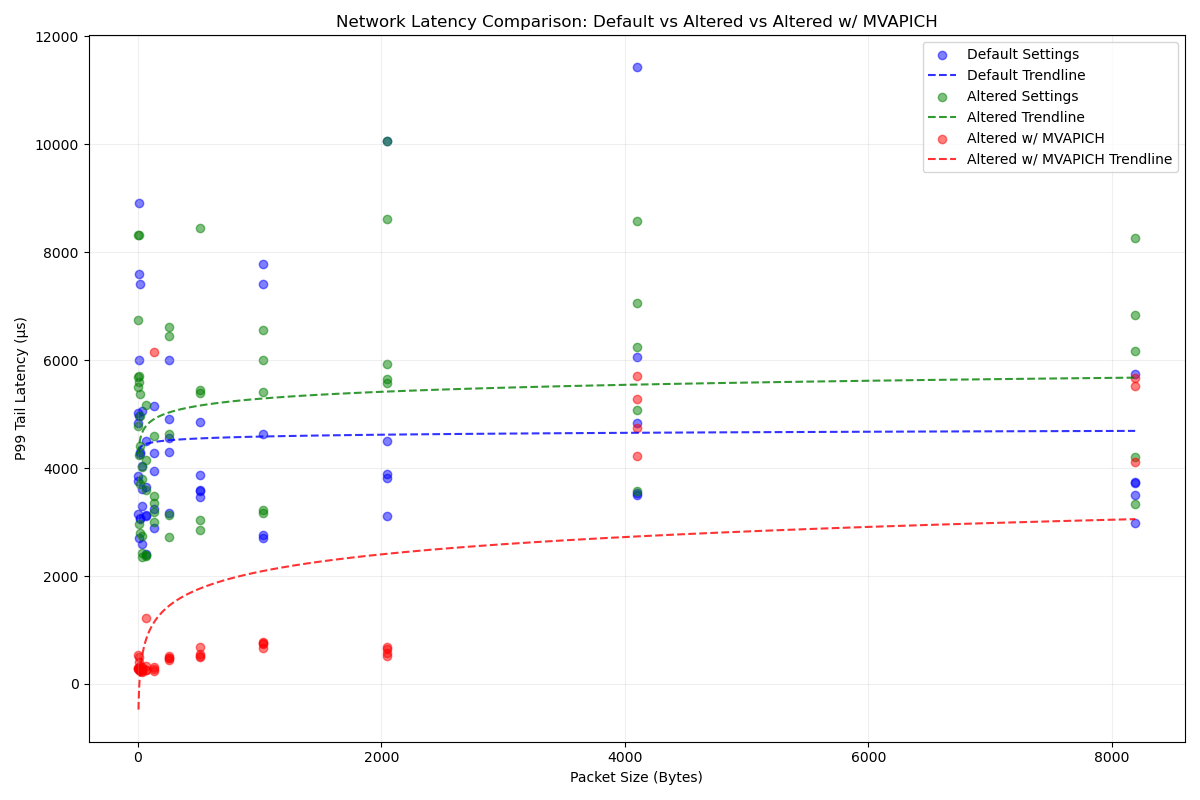 Network Latency Comparison: Default vs Altered vs Altered w/ MVAPICH
12000
10000
8000
6000
4000
2000
0
P99 Tail Latency (µs)
Default Settings
Default Trendline
Altered Settings
Altered Trendline
Altered w/ MVAPICH
Altered w/ MVAPICH Trendline
0
2000
4000
6000
8000
Packet Size (Bytes)